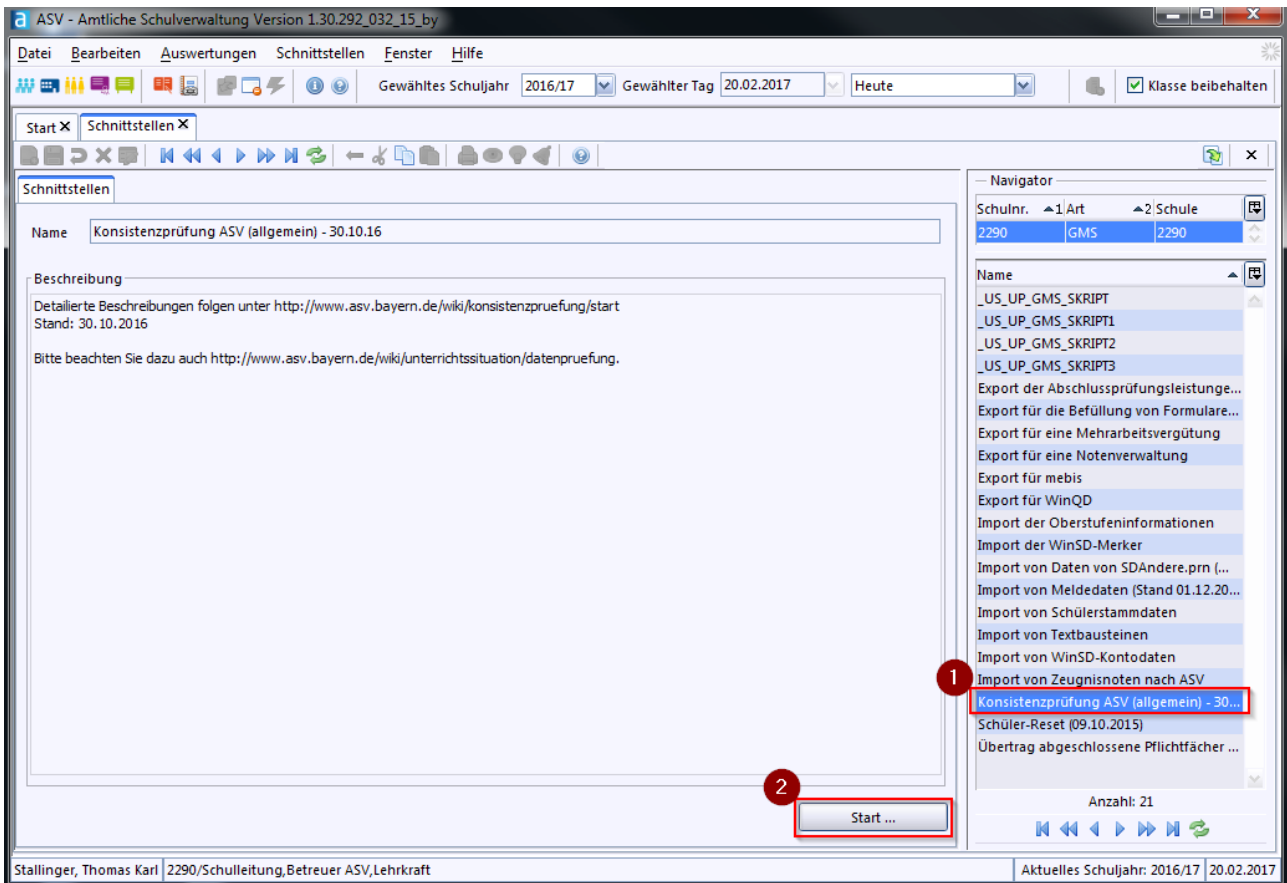 ASV - Amtliche Schulverwaltung Version 1.30.292_032_15_by
Datei Bearbeiten Auswertungen Schnittstellen Fenster Hilfe
Gewähltes Schuljahr 2016/17 Gewählter Tag 20.02.2017 Heute Klasse beibehalten
Start Schnittstellen
Schnittstellen
Name Konsistenzprüfung ASV (allgemein) - 30.10.16
Beschreibung
Detailierte Beschreibungen folgen unter http://www.asv.bayern.de/wiki/konsistenzpruefung/start
Stand: 30.10.2016
Bitte beachten Sie dazu auch http://www.asv.bayern.de/wiki/unterrichtssituation/datenpruefung.
2
Start ...
Navigator
Schulnr. 1 Art 2 Schule
2290 GMS 2290
Name
_US_UP_GMS_SKRIPT
_US_UP_GMS_SKRIPT1
_US_UP_GMS_SKRIPT2
_US_UP_GMS_SKRIPT3
Export der Abschlussprüfungsleistunge...
Export für die Befüllung von Formulare...
Export für eine Mehrarbeitsvergütung
Export für eine Notenverwaltung
Export für mebis
Export für WinQD
Import der Oberstufeninformationen
Import der WinSD-Merker
Import von Daten von SDAndere.prn (...
Import von Meldedaten (Stand 01.12.20...
Import von Schülerstammdaten
Import von Textbausteinen
Import von WinSD-Kontodaten
1
Import von Zeugnisnoten nach ASV
Konsistenzprüfung ASV (allgemein) - 30...
Schüler-Reset (09.10.2015)
Übertrag abgeschlossene Pflichtfächer ...
Anzahl: 21
Stallinger, Thomas Karl 2290/Schulleitung,Betreuer ASV,Lehrkraft Aktuelles Schuljahr: 2016/17 20.02.2017